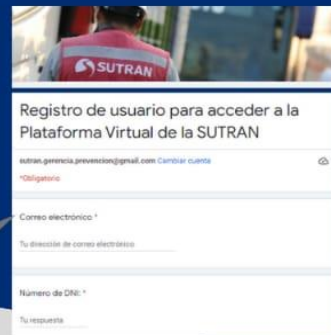 SUTRAN
Registro de usuario para acceder a la
Plataforma Virtual de la SUTRAN
sutran.gerencia.prevencion@gmail.com Cambiar cuenta
*Obligatorio
Correo electrónico *
Tu dirección de correo electrónico
Número de DNI: *
Tu respuesta